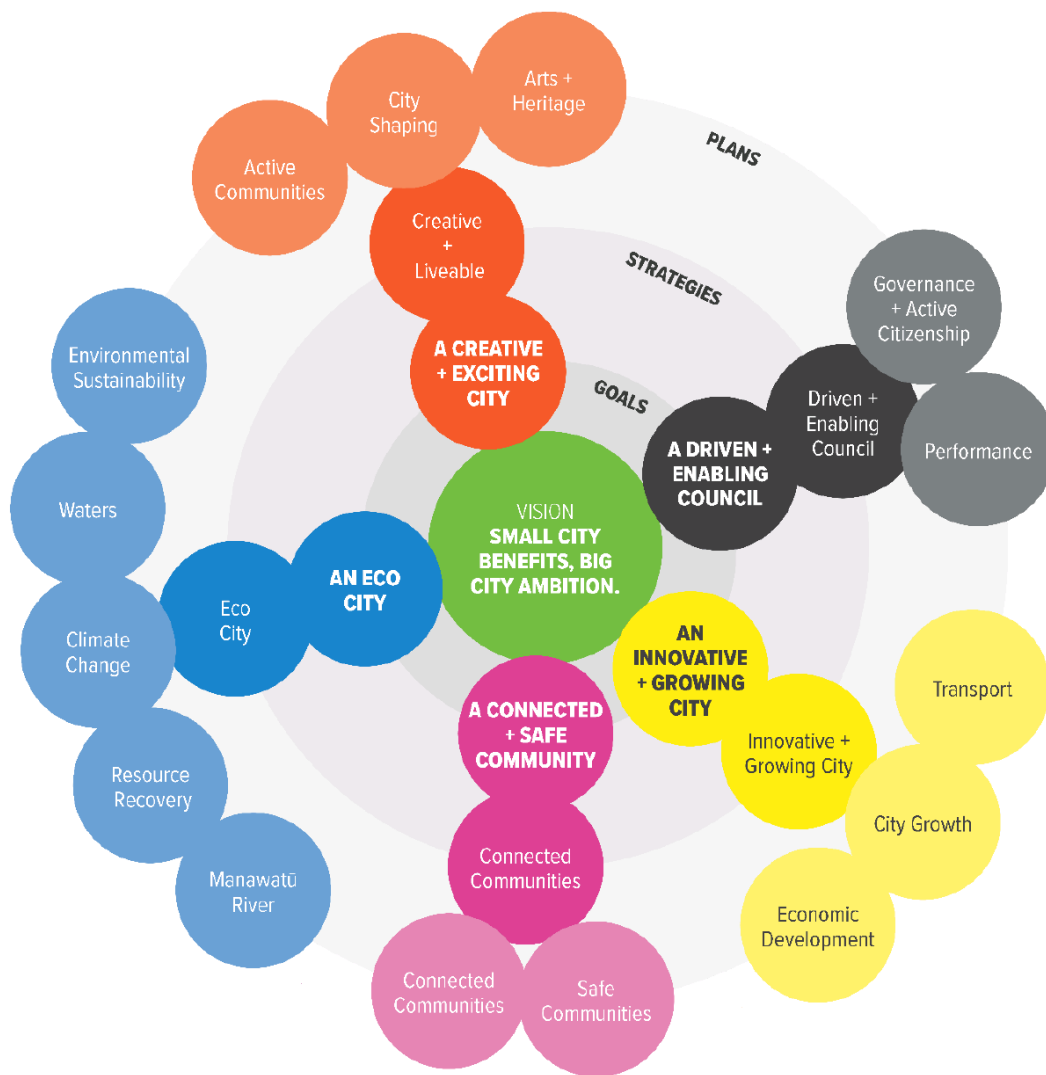 Arts +
Heritage
City
Shaping
Active
Communities
PLANS
Creative
+
Liveable
STRATEGIES
Governance
+ Active
Citizenship
A CREATIVE
+ EXCITING
CITY
GOALS
Driven +
Enabling
Council
A DRIVEN +
ENABLING
COUNCIL
Performance
Environmental
Sustainability
Waters
VISION
SMALL CITY
BENEFITS, BIG
CITY AMBITION.
AN ECO
CITY
Eco
City
Climate
Change
AN
INNOVATIVE
+ GROWING
CITY
Transport
A CONNECTED
+ SAFE
COMMUNITY
Innovative +
Growing City
Resource
Recovery
City Growth
Manawatū
River
Connected
Communities
Economic
Development
Connected
Communities
Safe
Communities